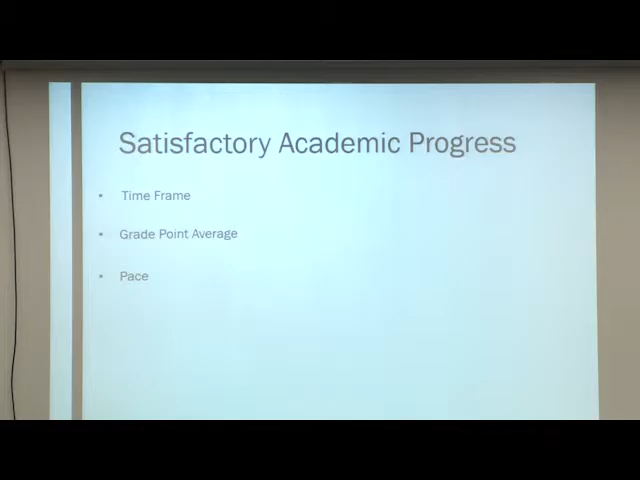 Satisfactory Academic Progress
• Time Frame
• Grade Point Average
• Pace